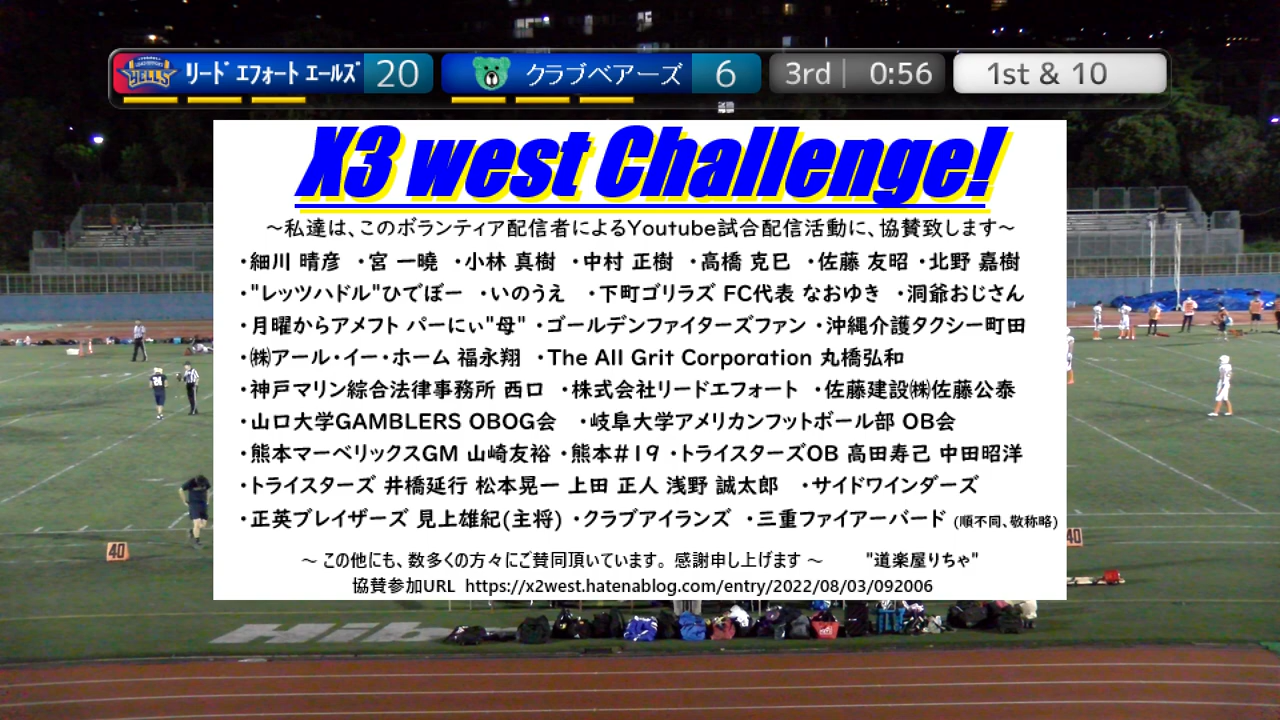 HELLS ﾘｰﾄﾞ ｴﾌｫｰﾄ ｴｰﾙｽﾞ 20 クラブベアーズ 6 3rd 0:56 1st & 10
X3 west Challenge!
～私達は、このボランティア配信者によるYoutube試合配信活動に、協賛致します～
・細川 晴彦 ・宮 一曉 ・小林 真樹 ・中村 正樹 ・高橋 克巳 ・佐藤 友昭 ・北野 嘉樹
・"レッツハドル"ひでぼー ・いのうえ ・下町ゴリラズ FC代表 なおゆき ・洞爺おじさん
・月曜からアメフト パーにぃ"母" ・ゴールデンファイターズファン ・沖縄介護タクシー町田
・㈱アール・イー・ホーム 福永翔 ・The All Grit Corporation 丸橋弘和
・神戸マリン綜合法律事務所 西口 ・株式会社リードエフォート ・佐藤建設㈱佐藤公泰
・山口大学GAMBLERS OBOG会 ・岐阜大学アメリカンフットボール部 OB会
・熊本マーベリックスGM 山崎友裕 ・熊本#19 ・トライスターズOB 高田寿己 中田昭洋
・トライスターズ 井橋延行 松本晃一 上田 正人 浅野 誠太郎 ・サイドワインダーズ
・正英ブレイザーズ 見上雄紀(主将) ・クラブアイランズ ・三重ファイアーバード (順不同、敬称略)
～ この他にも、数多くの方々にご賛同頂いています。感謝申し上げます ～ "道楽屋りちゃ"
協賛参加URL https://x2west.hatenablog.com/entry/2022/08/03/092006
24
40
40